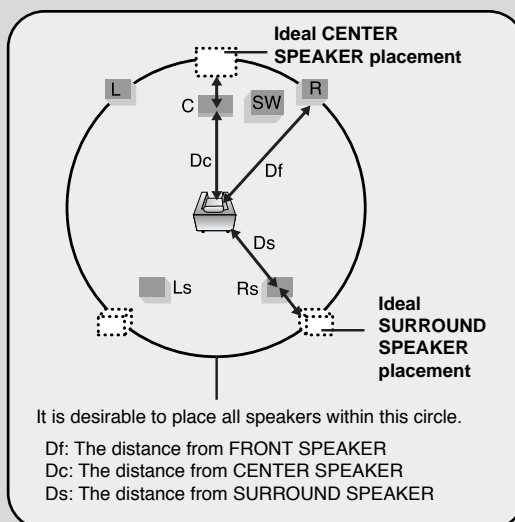 Ideal CENTER
SPEAKER placement
L
R
C
SW
Dc
Df
Ds
Ls
Rs
Ideal
SURROUND
SPEAKER
placement
It is desirable to place all speakers within this circle.
Df: The distance from FRONT SPEAKER
Dc: The distance from CENTER SPEAKER
Ds: The distance from SURROUND SPEAKER